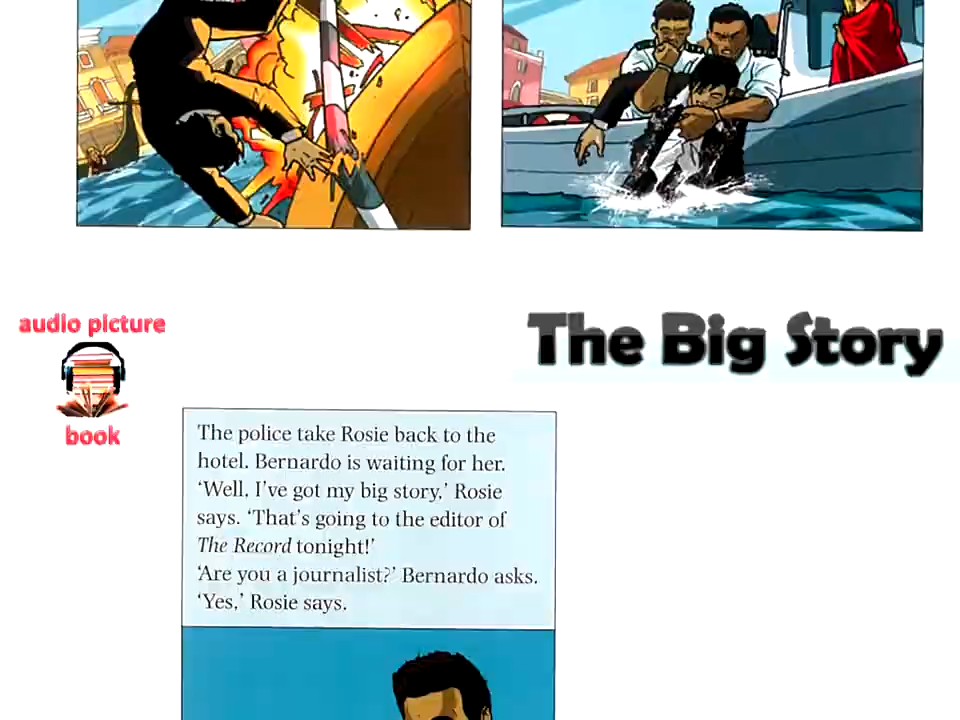 audio picture
book
The Big Story
The police take Rosie back to the
hotel. Bernardo is waiting for her.
‘Well, I’ve got my big story,’ Rosie
says. ‘That’s going to the editor of
The Record tonight!’
‘Are you a journalist?’ Bernardo asks.
‘Yes,’ Rosie says.